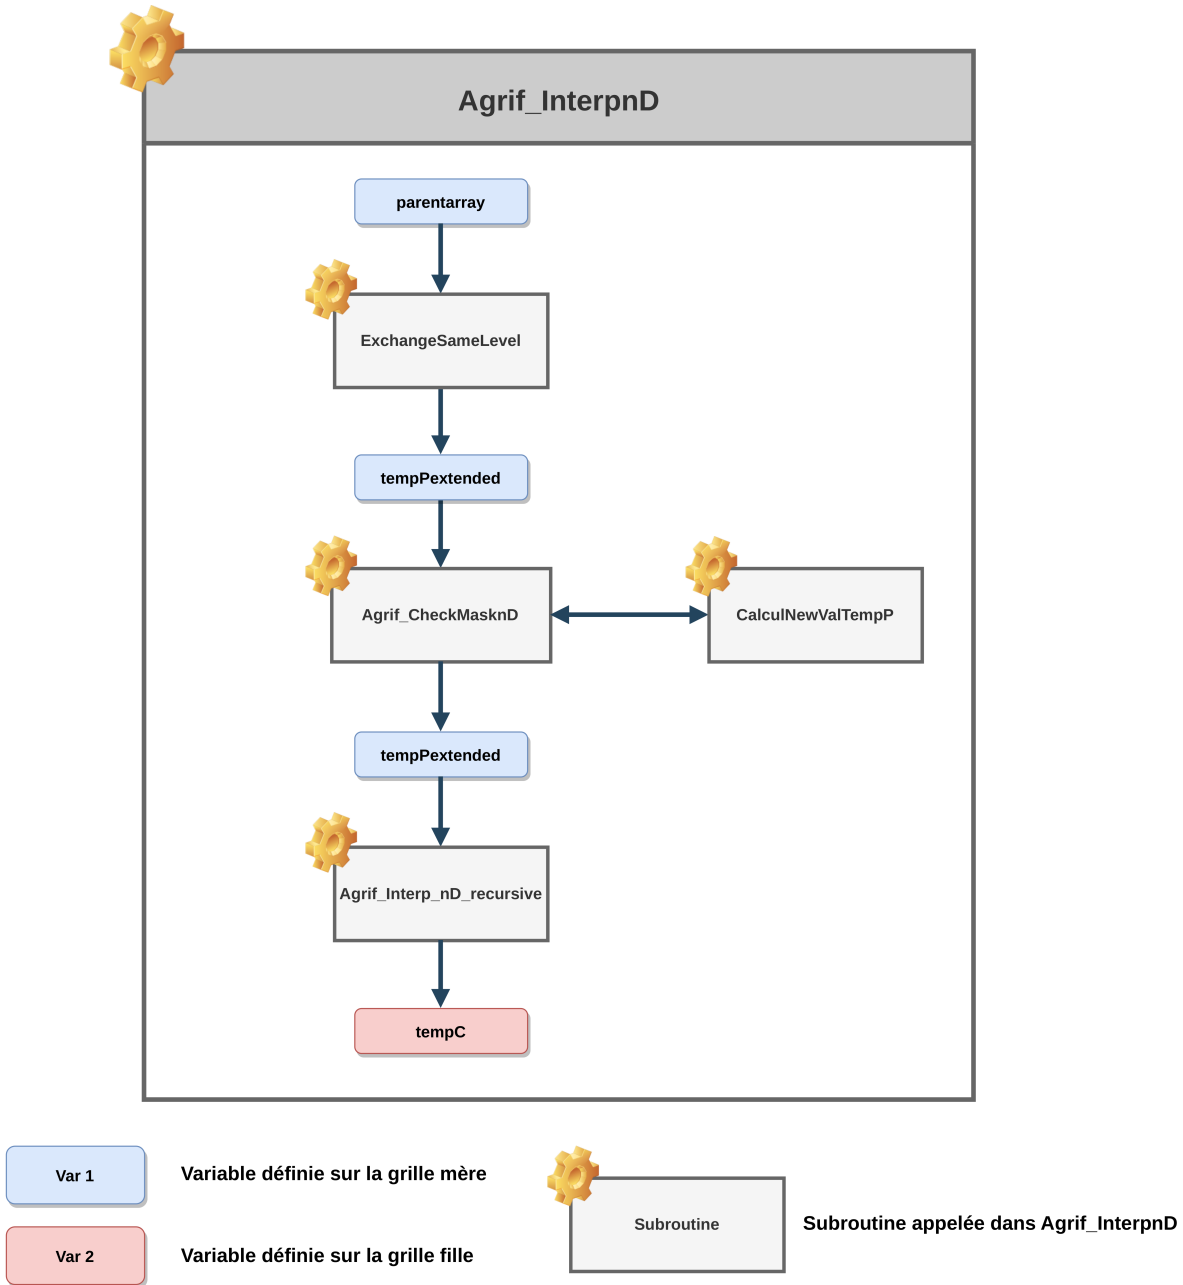 Agrif_InterpnD
parentarray
ExchangeSameLevel
tempPextended
Agrif_CheckMasknD
CalculNewValTempP
tempPextended
Agrif_Interp_nD_recursive
tempC
Var 1
Variable définie sur la grille mère
Var 2
Variable définie sur la grille fille
Subroutine
Subroutine appelée dans Agrif_InterpnD